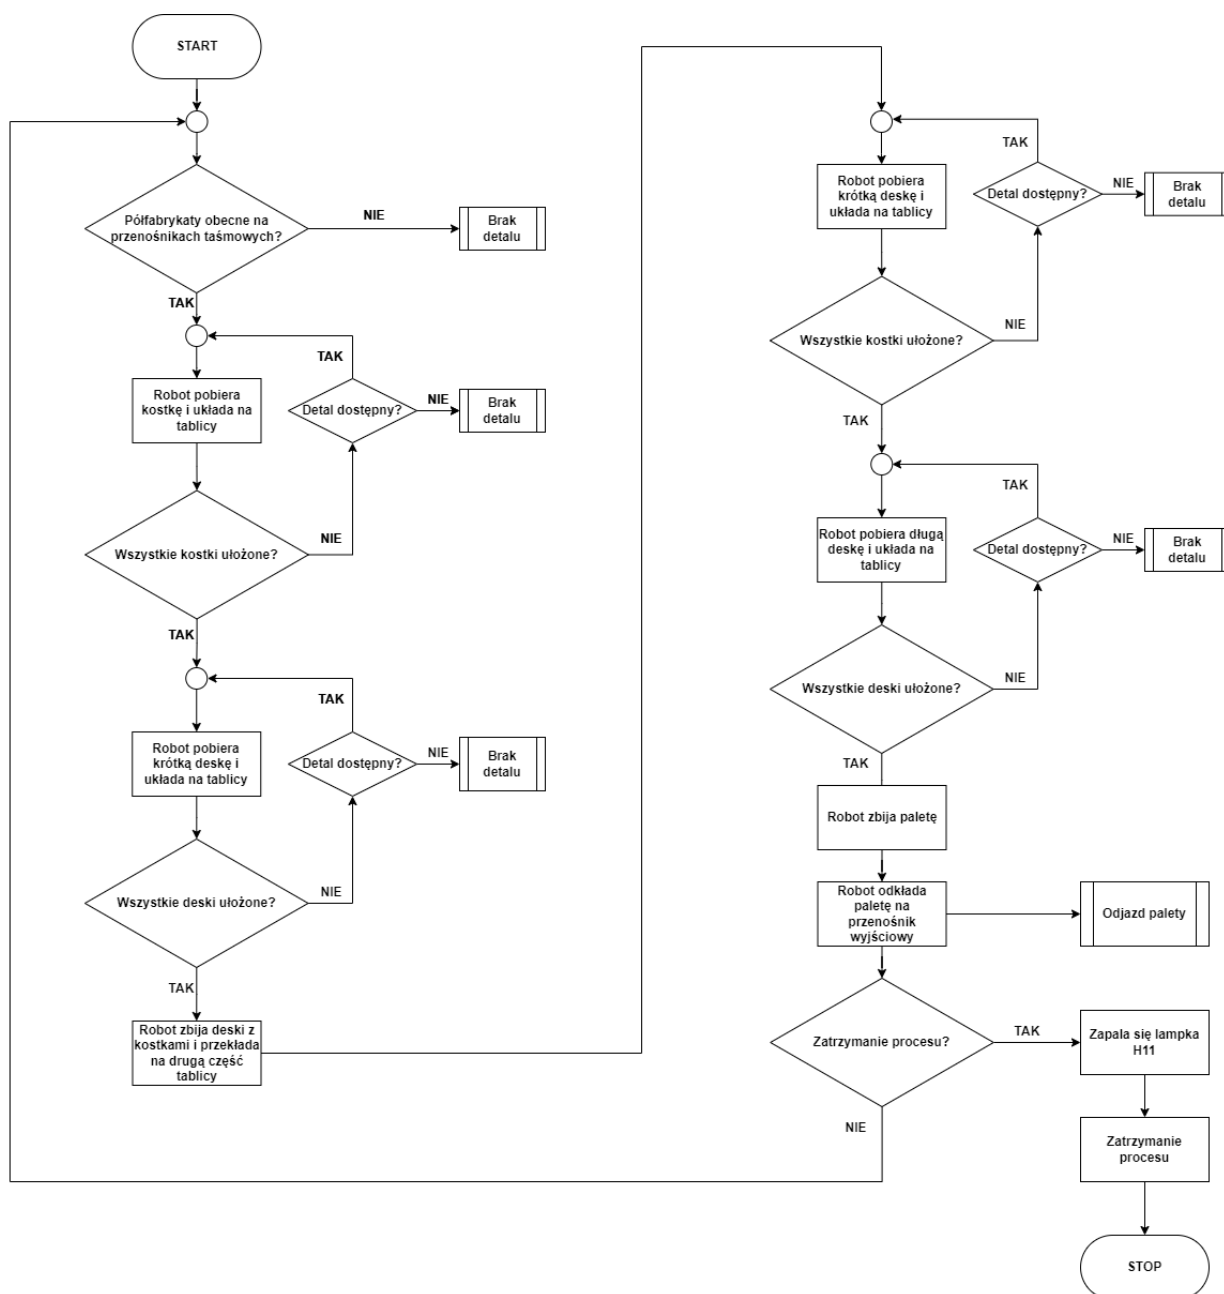 START
Półfabrykaty obecne na
przenośnikach taśmowych?
NIE
Brak
detalu
TAK
TAK
Robot pobiera
kostkę i układa na
tablicy
Detal dostępny?
NIE
Brak
detalu
Wszystkie kostki ułożone?
NIE
TAK
TAK
Robot pobiera
krótką deskę i
układa na tablicy
Detal dostępny?
NIE
Brak
detalu
Wszystkie deski ułożone?
NIE
TAK
Robot zbija deski z
kostkami i przekłada
na drugą część
tablicy
TAK
Robot pobiera
krótką deskę i
układa na tablicy
Detal dostępny?
NIE
Brak
detalu
Wszystkie kostki ułożone?
NIE
TAK
TAK
Robot pobiera długą
deskę i układa na
tablicy
Detal dostępny?
NIE
Brak
detalu
Wszystkie deski ułożone?
NIE
TAK
Robot zbija paletę
Robot odkłada
paletę na
przenośnik
wyjściowy
Odjazd palety
Zatrzymanie procesu?
TAK
Zapala się lampka
H11
NIE
Zatrzymanie
procesu
STOP